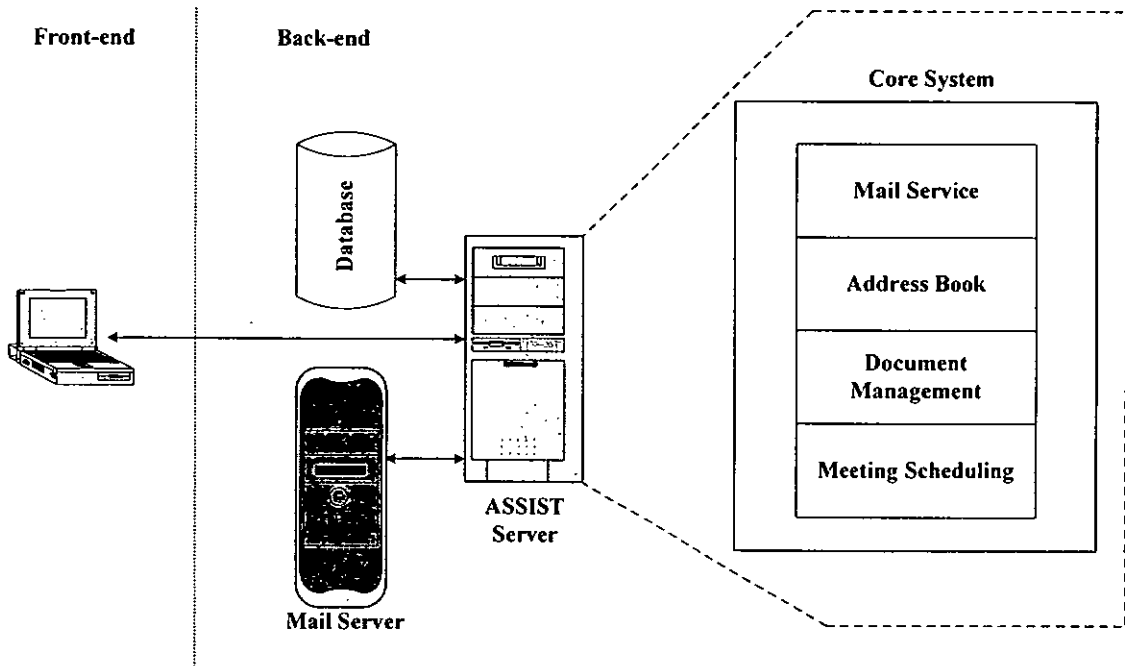 Front-end
Back-end
Core System
Database
Mail Service
Address Book
Document
Management
Meeting Scheduling
ASSIST
Server
Mail Server